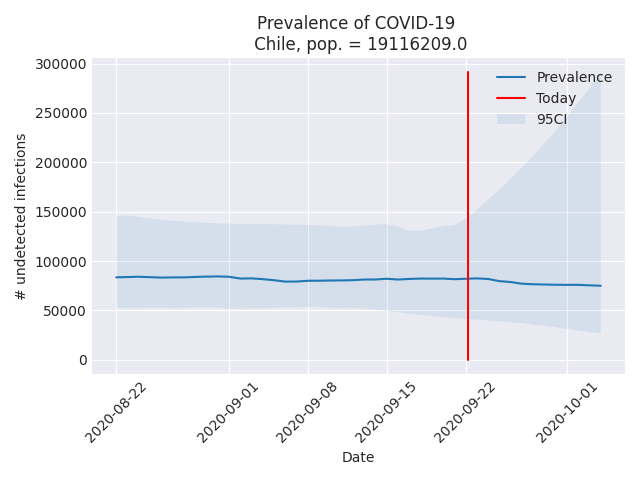 Prevalence of COVID-19
Chile, pop. = 19116209.0
300000
250000
200000
150000
100000
50000
0
# undetected infections
Prevalence
Today
95CI
2020-08-22
2020-09-01
2020-09-08
2020-09-15
2020-09-22
2020-10-01
Date